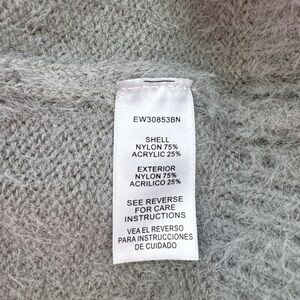 EW30853BN
SHELL
NYLON 75%
ACRYLIC 25%
EXTERIOR
NYLON 75%
ACRILICO 25%
SEE REVERSE
FOR CARE
INSTRUCTIONS
VEA EL REVERSO
PARA INSTRUCCIONES
DE CUIDADO